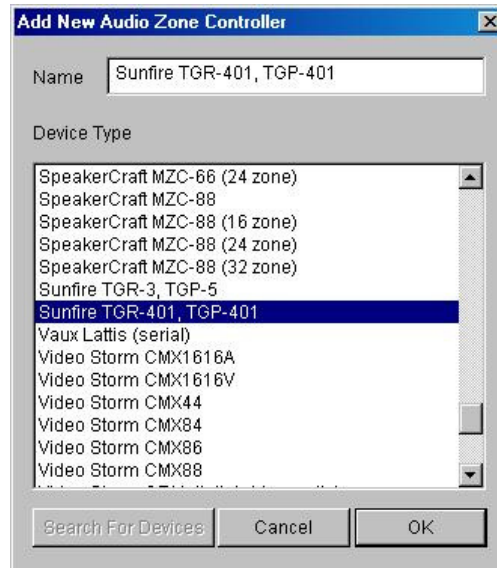 Add New Audio Zone Controller
Name
Sunfire TGR-401, TGP-401
Device Type
SpeakerCraft MZC-66 (24 zone)
SpeakerCraft MZC-88
SpeakerCraft MZC-88 (16 zone)
SpeakerCraft MZC-88 (24 zone)
SpeakerCraft MZC-88 (32 zone)
Sunfire TGR-3, TGP-5
Sunfire TGR-401, TGP-401
Vaux Lattis (serial)
Video Storm CMX1616A
Video Storm CMX1616V
Video Storm CMX44
Video Storm CMX84
Video Storm CMX86
Video Storm CMX88
Search For Devices
Cancel
OK